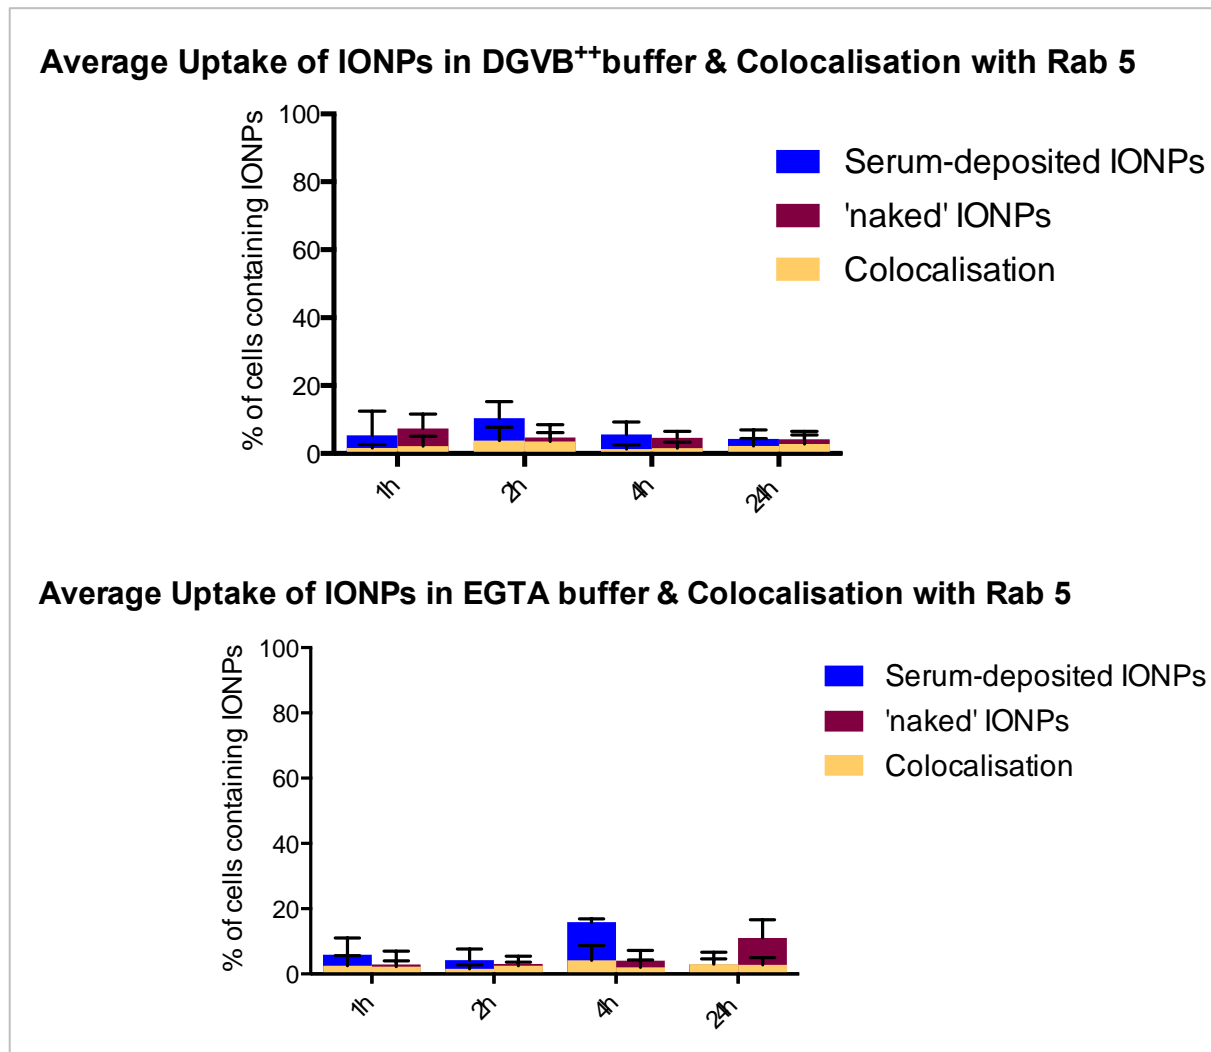 Average Uptake of IONPs in DGVB++buffer & Colocalisation with Rab 5
% of cells containing IONPs
100
80
60
40
20
0
1h
2h
4h
24h
Serum-deposited IONPs
'naked' IONPs
Colocalisation
Average Uptake of IONPs in EGTA buffer & Colocalisation with Rab 5
% of cells containing IONPs
100
80
60
40
20
0
1h
2h
4h
24h
Serum-deposited IONPs
'naked' IONPs
Colocalisation